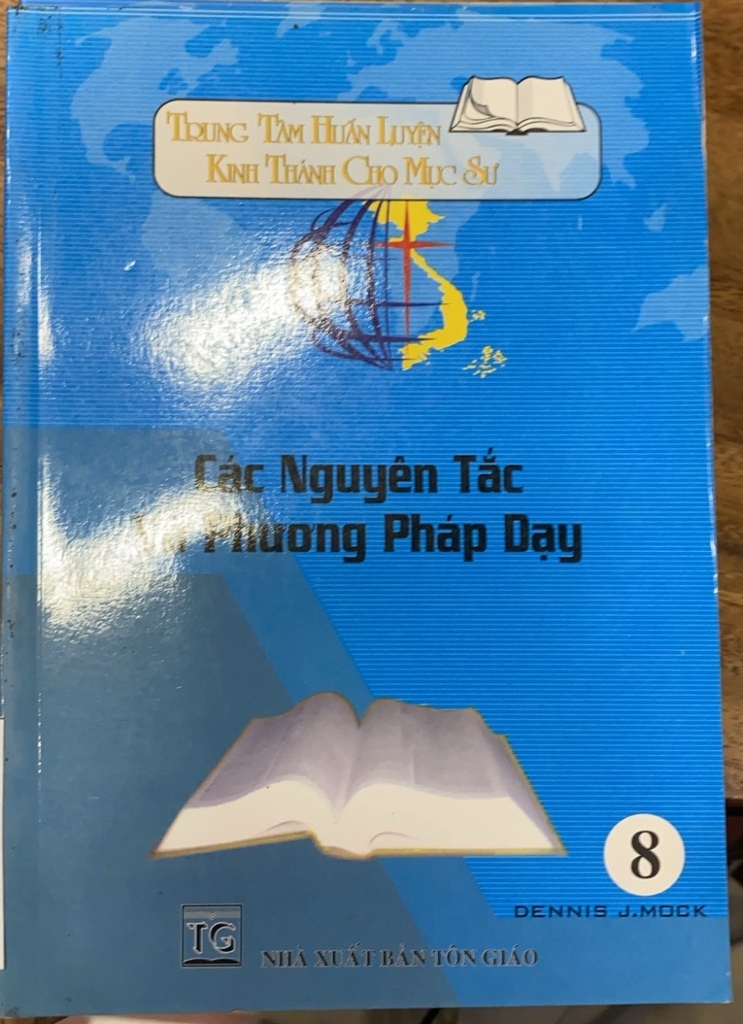 Trung Tâm Huấn Luyện
Kinh Thánh Cho Mục Sư
Các Nguyên Tắc
Và Phương Pháp Dạy
8
DENNIS J.MOCK
TG
NHÀ XUẤT BẢN TÔN GIÁO